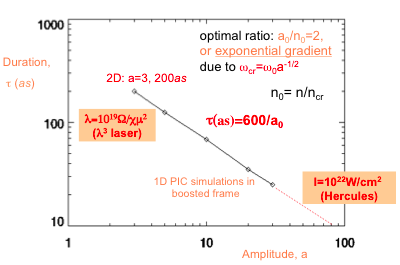 optimal ratio: a₀/n₀=2,
or exponential gradient
due to ω_cr=ω₀a^-1/2
n₀= n/n_cr
Duration,
τ (as)
2D: a=3, 200as
λ=10¹⁹Ω/χμ²
(λ³ laser)
τ(as)=600/a₀
1D PIC simulations in
boosted frame
I=10²²W/cm²
(Hercules)
1000
100
10
1
10
100
Amplitude, a